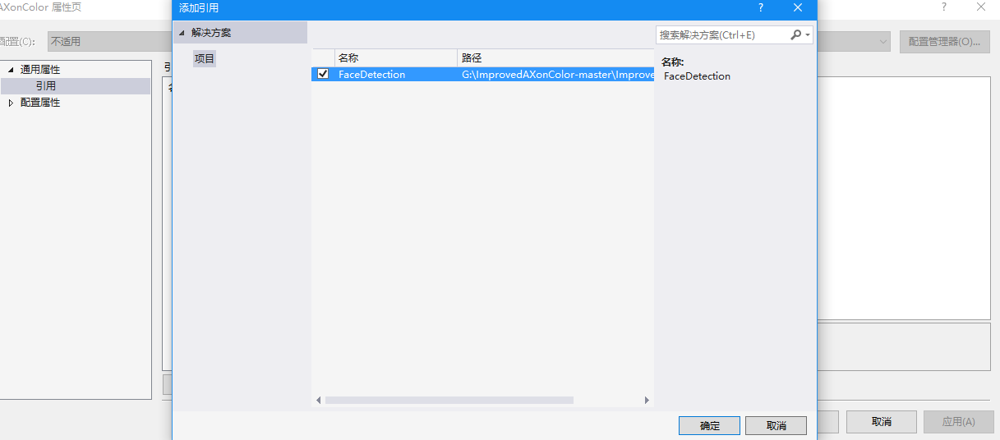 AXonColor 属性页
添加引用
配置(C):
不适用
配置管理器(O)...
通用属性
引用
配置属性
解决方案
项目
名称
路径
FaceDetection
G:\ImprovedAXonColor-master\Improve
搜索解决方案(Ctrl+E)
名称:
FaceDetection
确定
取消
取消
应用(A)